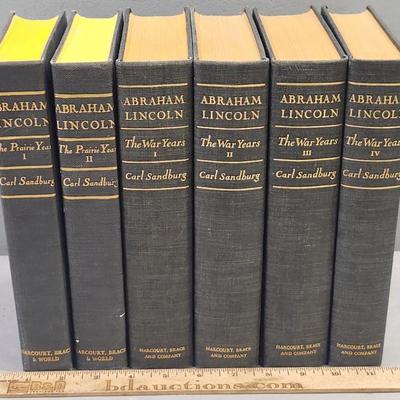 ABRAHAM
LINCOLN
The Prairie Years
I
Carl Sandburg
HARCOURT, BRACE
& WORLD
ABRAHAM
LINCOLN
The Prairie Years
II
Carl Sandburg
HARCOURT, BRACE
& WORLD
ABRAHAM
LINCOLN
The War Years
I
Carl Sandburg
HARCOURT, BRACE
AND COMPANY
ABRAHAM
LINCOLN
The War Years
II
Carl Sandburg
HARCOURT, BRACE
AND COMPANY
ABRAHAM
LINCOLN
The War Years
III
Carl Sandburg
HARCOURT, BRACE
AND COMPANY
ABRAHAM
LINCOLN
The War Years
IV
Carl Sandburg
HARCOURT, BRACE
AND COMPANY
bdauctions.com